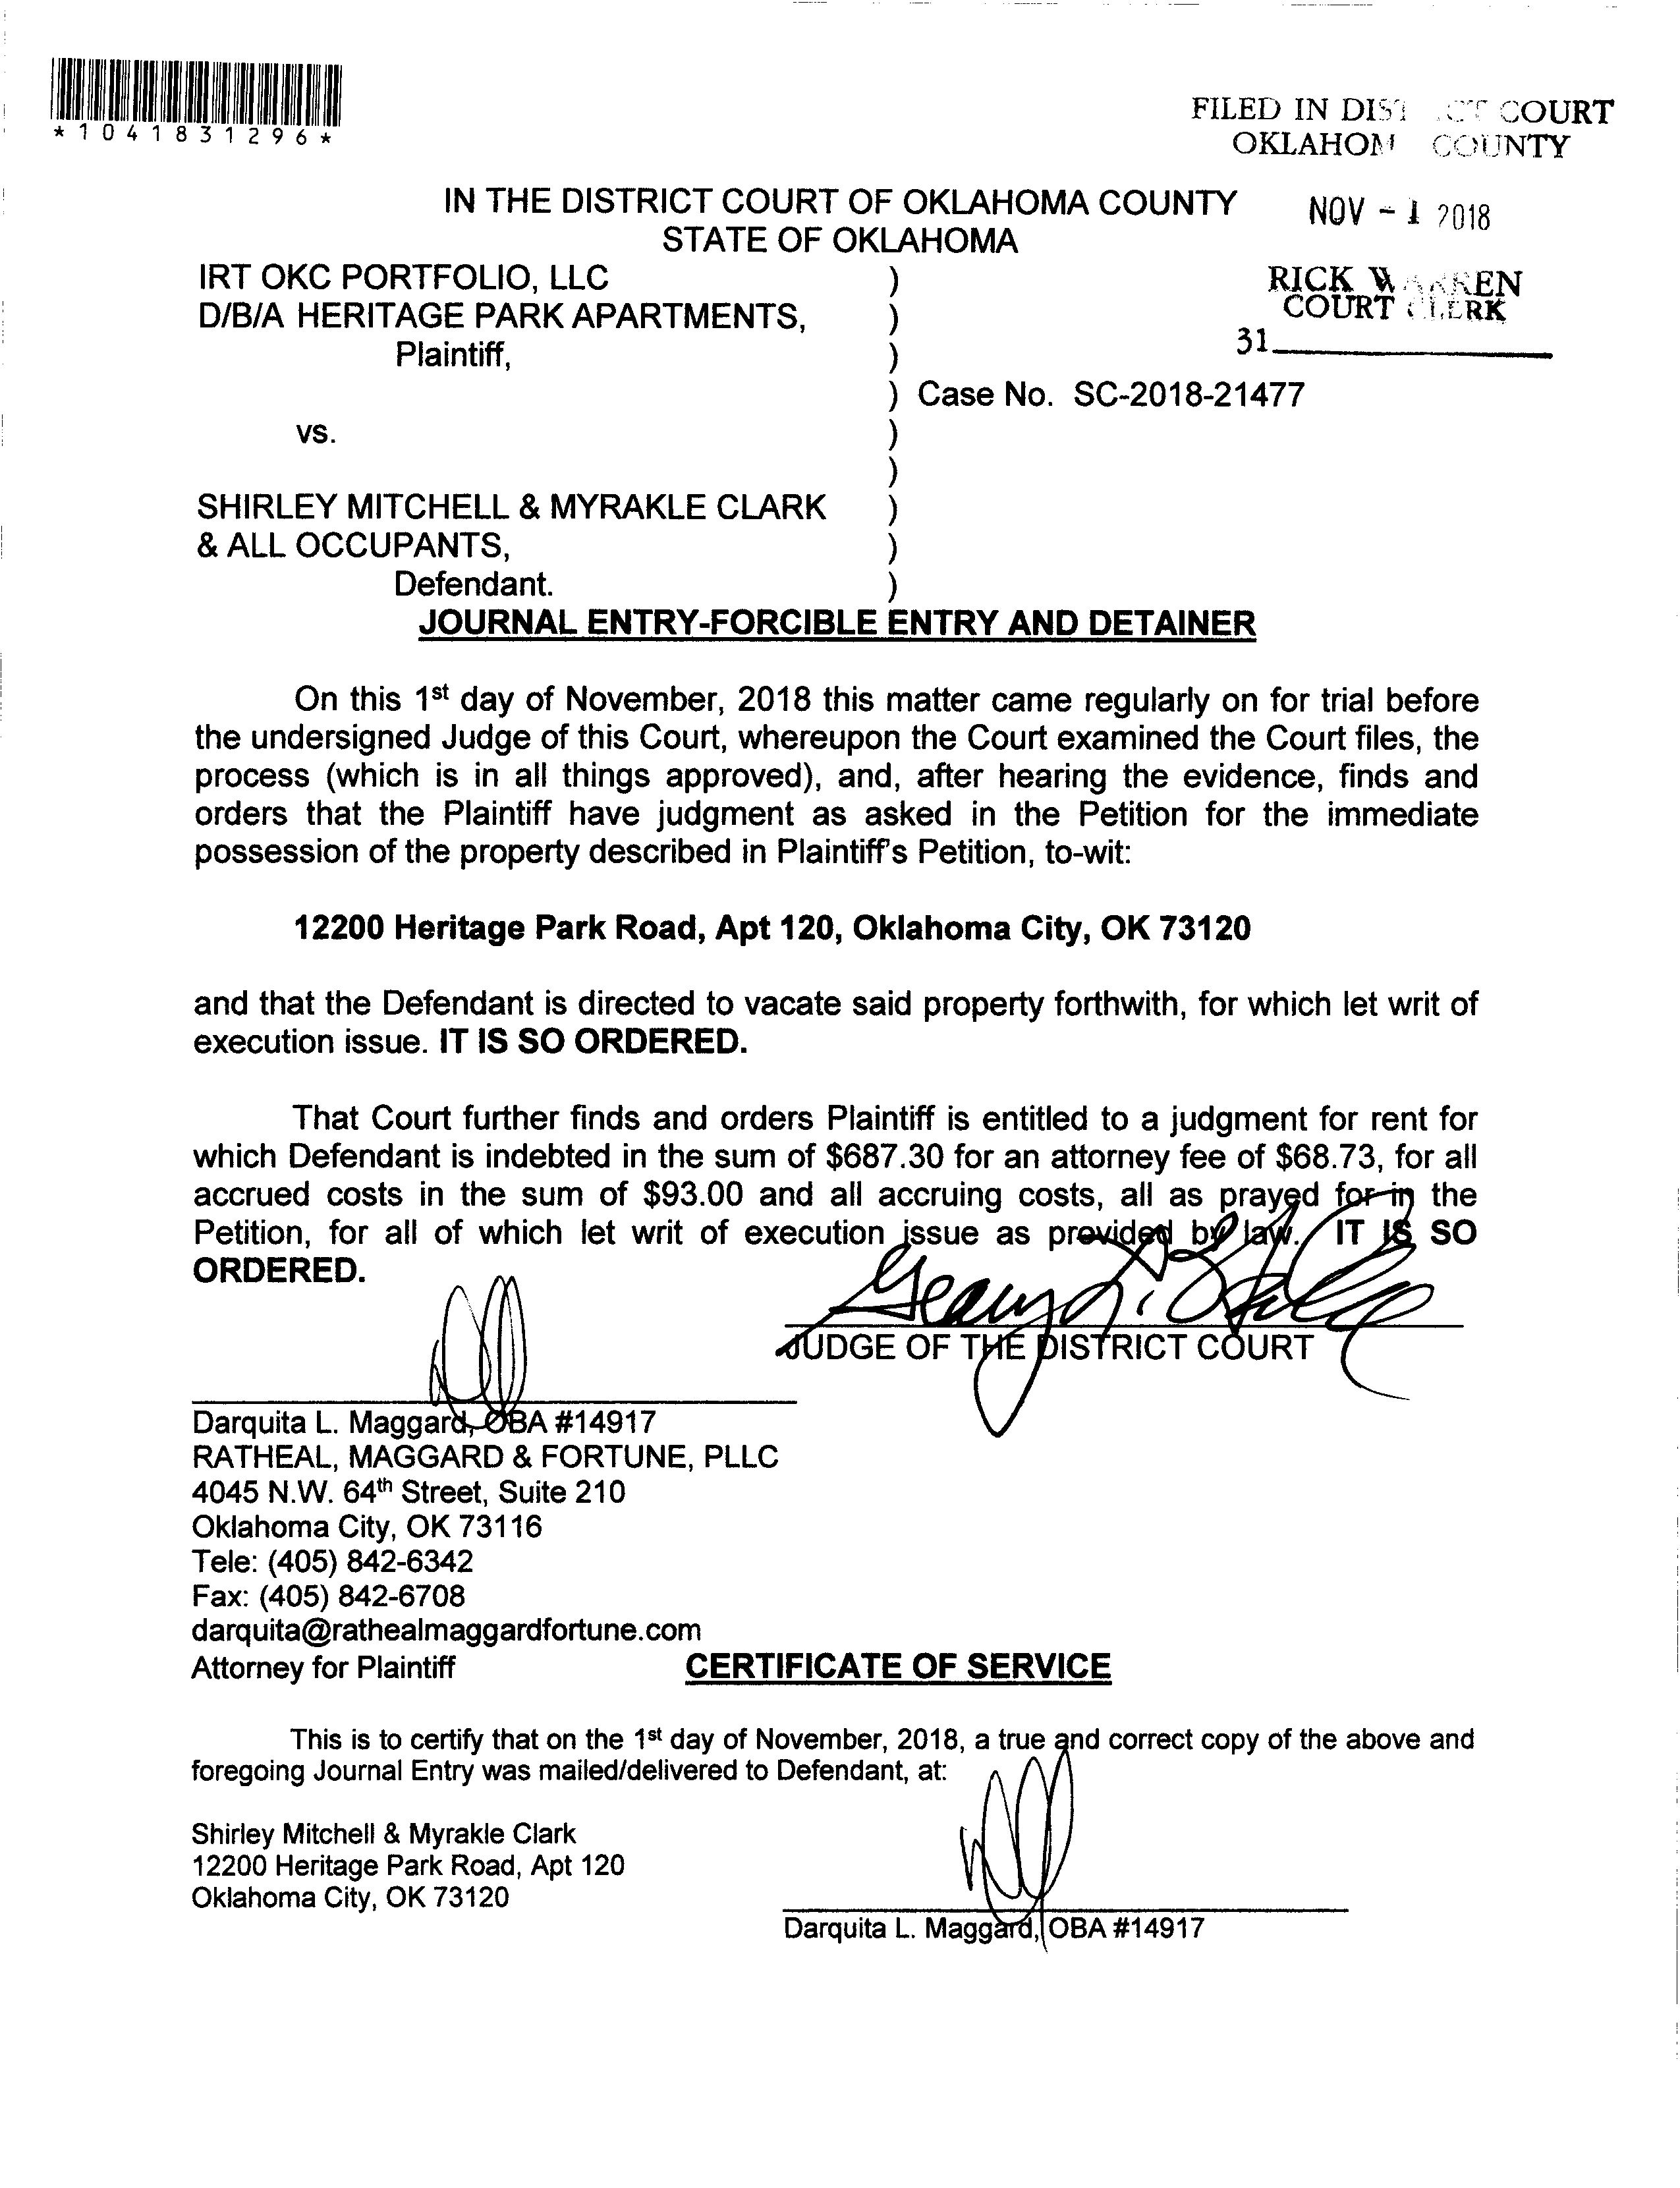 *1041831296*
FILED IN DIST CT COURT
OKLAHOM COUNTY
IN THE DISTRICT COURT OF OKLAHOMA COUNTY
STATE OF OKLAHOMA
NOV - 1 2018
RICK WARREN
COURT CLERK
31
IRT OKC PORTFOLIO, LLC )
D/B/A HERITAGE PARK APARTMENTS, )
Plaintiff, )
) Case No. SC-2018-21477
vs. )
)
SHIRLEY MITCHELL & MYRAKLE CLARK )
& ALL OCCUPANTS, )
Defendant. )
JOURNAL ENTRY-FORCIBLE ENTRY AND DETAINER
On this 1st day of November, 2018 this matter came regularly on for trial before
the undersigned Judge of this Court, whereupon the Court examined the Court files, the
process (which is in all things approved), and, after hearing the evidence, finds and
orders that the Plaintiff have judgment as asked in the Petition for the immediate
possession of the property described in Plaintiff's Petition, to-wit:
12200 Heritage Park Road, Apt 120, Oklahoma City, OK 73120
and that the Defendant is directed to vacate said property forthwith, for which let writ of
execution issue. IT IS SO ORDERED.
That Court further finds and orders Plaintiff is entitled to a judgment for rent for
which Defendant is indebted in the sum of $687.30 for an attorney fee of $68.73, for all
accrued costs in the sum of $93.00 and all accruing costs, all as prayed for in the
Petition, for all of which let writ of execution issue as provided by law. IT IS SO
ORDERED.
JUDGE OF THE DISTRICT COURT
Darquita L. Maggard, OBA #14917
RATHEAL, MAGGARD & FORTUNE, PLLC
4045 N.W. 64th Street, Suite 210
Oklahoma City, OK 73116
Tele: (405) 842-6342
Fax: (405) 842-6708
darquita@rathealmaggardfortune.com
Attorney for Plaintiff
CERTIFICATE OF SERVICE
This is to certify that on the 1st day of November, 2018, a true and correct copy of the above and
foregoing Journal Entry was mailed/delivered to Defendant, at:
Shirley Mitchell & Myrakle Clark
12200 Heritage Park Road, Apt 120
Oklahoma City, OK 73120
Darquita L. Maggard, OBA #14917